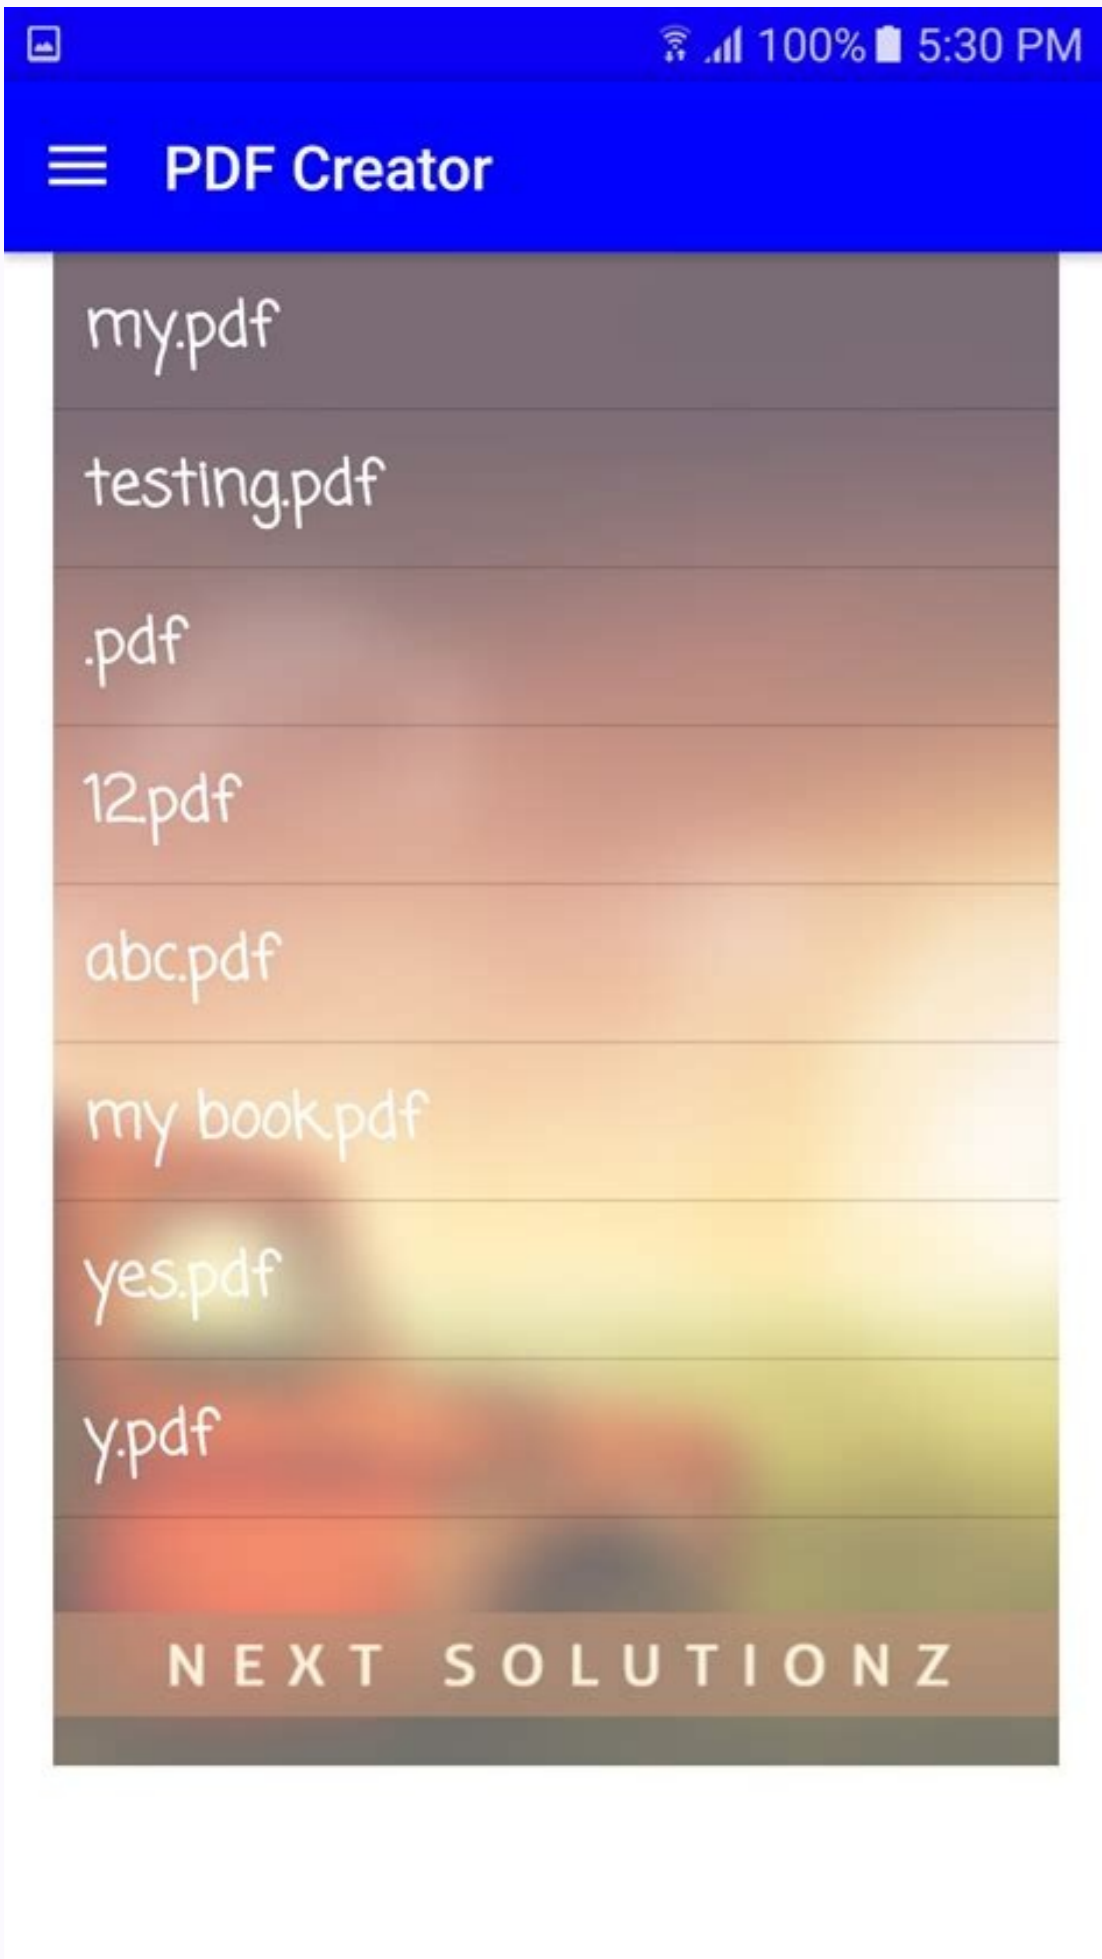 100% 5:30 PM
PDF Creator
my.pdf
testing.pdf
.pdf
12.pdf
abc.pdf
my book.pdf
yes.pdf
y.pdf
NEXT SOLUTIONZ